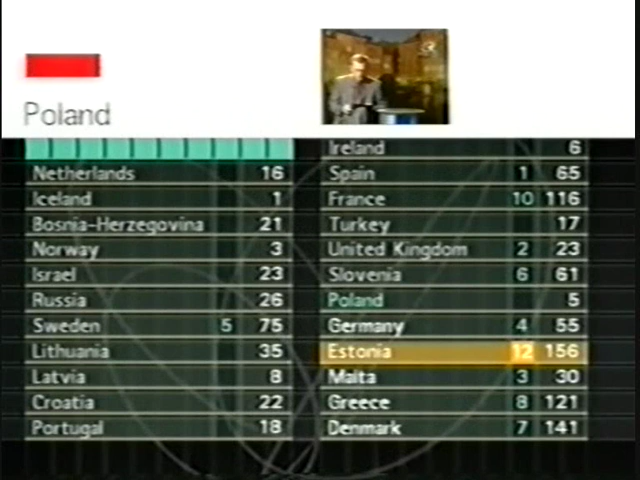 Poland
Netherlands 16
Iceland 1
Bosnia-Herzegovina 21
Norway 3
Israel 23
Russia 26
Sweden 5 75
Lithuania 35
Latvia 8
Croatia 22
Portugal 18
Ireland 6
Spain 1 65
France 10 116
Turkey 17
United Kingdom 2 23
Slovenia 6 61
Poland 5
Germany 4 55
Estonia 12 156
Malta 3 30
Greece 8 121
Denmark 7 141